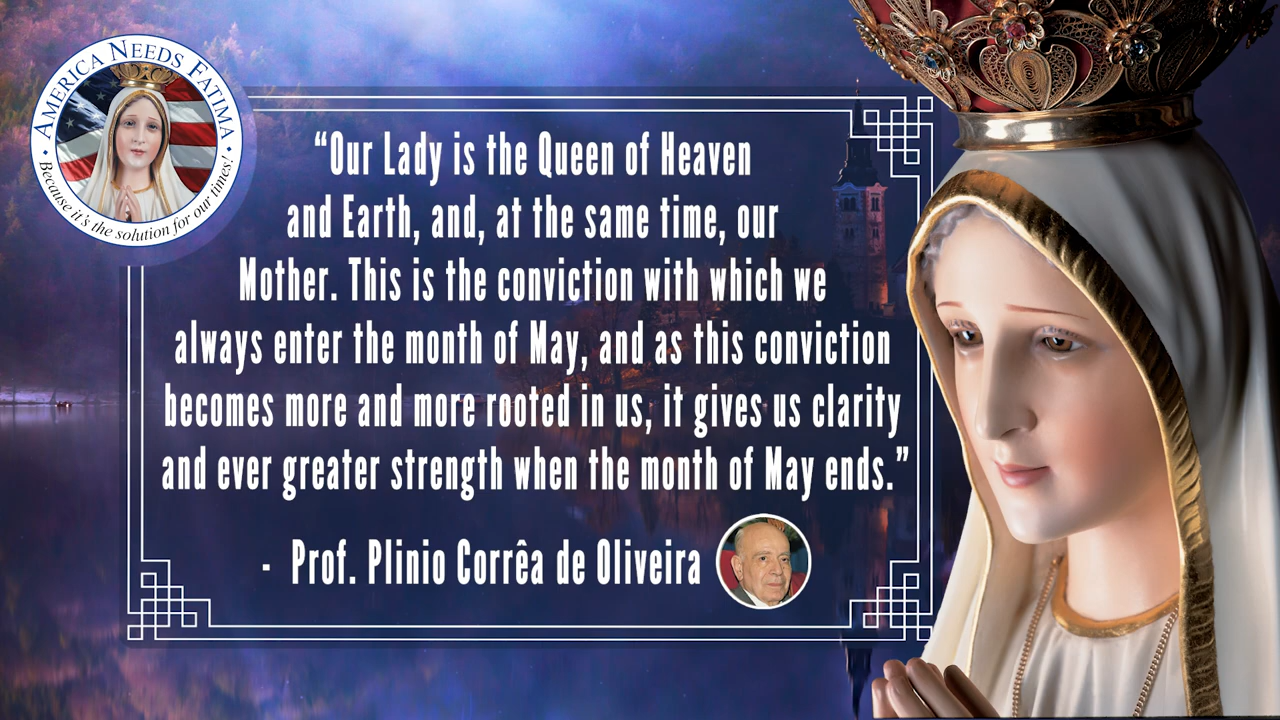 AMERICA NEEDS FATIMA
Because it's the solution for our times!
“Our Lady is the Queen of Heaven
and Earth, and, at the same time, our
Mother. This is the conviction with which we
always enter the month of May, and as this conviction
becomes more and more rooted in us, it gives us clarity
and ever greater strength when the month of May ends.”
- Prof. Plinio Corrêa de Oliveira